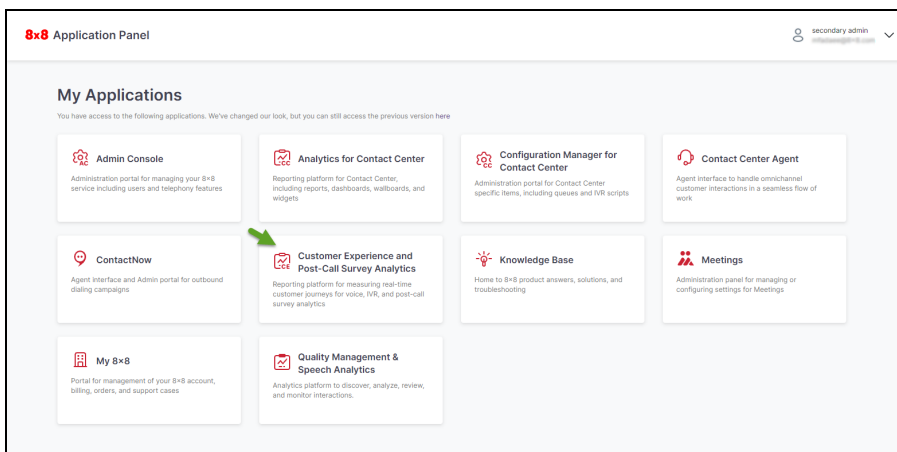 8x8 Application Panel
secondary admin
My Applications
You have access to the following applications. We've changed our look, but you can still access the previous version here
AC
Admin Console
Administration portal for managing your 8×8
service including users and telephony features
CC
Analytics for Contact Center
Reporting platform for Contact Center,
including reports, dashboards, wallboards, and
widgets
CC
Configuration Manager for
Contact Center
Administration portal for Contact Center
specific items, including queues and IVR scripts
Contact Center Agent
Agent interface to handle omnichannel
customer interactions in a seamless flow of
work
ContactNow
Agent interface and Admin portal for outbound
dialing campaigns
CE
Customer Experience and
Post-Call Survey Analytics
Reporting platform for measuring real-time
customer journeys for voice, IVR, and post-call
survey analytics
Knowledge Base
Home to 8×8 product answers, solutions, and
troubleshooting
Meetings
Administration panel for managing or
configuring settings for Meetings
My 8×8
Portal for management of your 8×8 account,
billing, orders, and support cases
Quality Management &
Speech Analytics
Analytics platform to discover, analyze, review,
and monitor interactions.